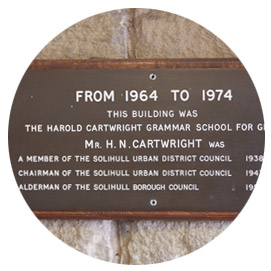 FROM 1964 TO 1974
THIS BUILDING WAS
THE HAROLD CARTWRIGHT GRAMMAR SCHOOL FOR
MR. H. N. CARTWRIGHT WAS
A MEMBER OF THE SOLIHULL URBAN DISTRICT COUNCIL 1938
CHAIRMAN OF THE SOLIHULL URBAN DISTRICT COUNCIL
ALDERMAN OF THE SOLIHULL BOROUGH COUNCIL